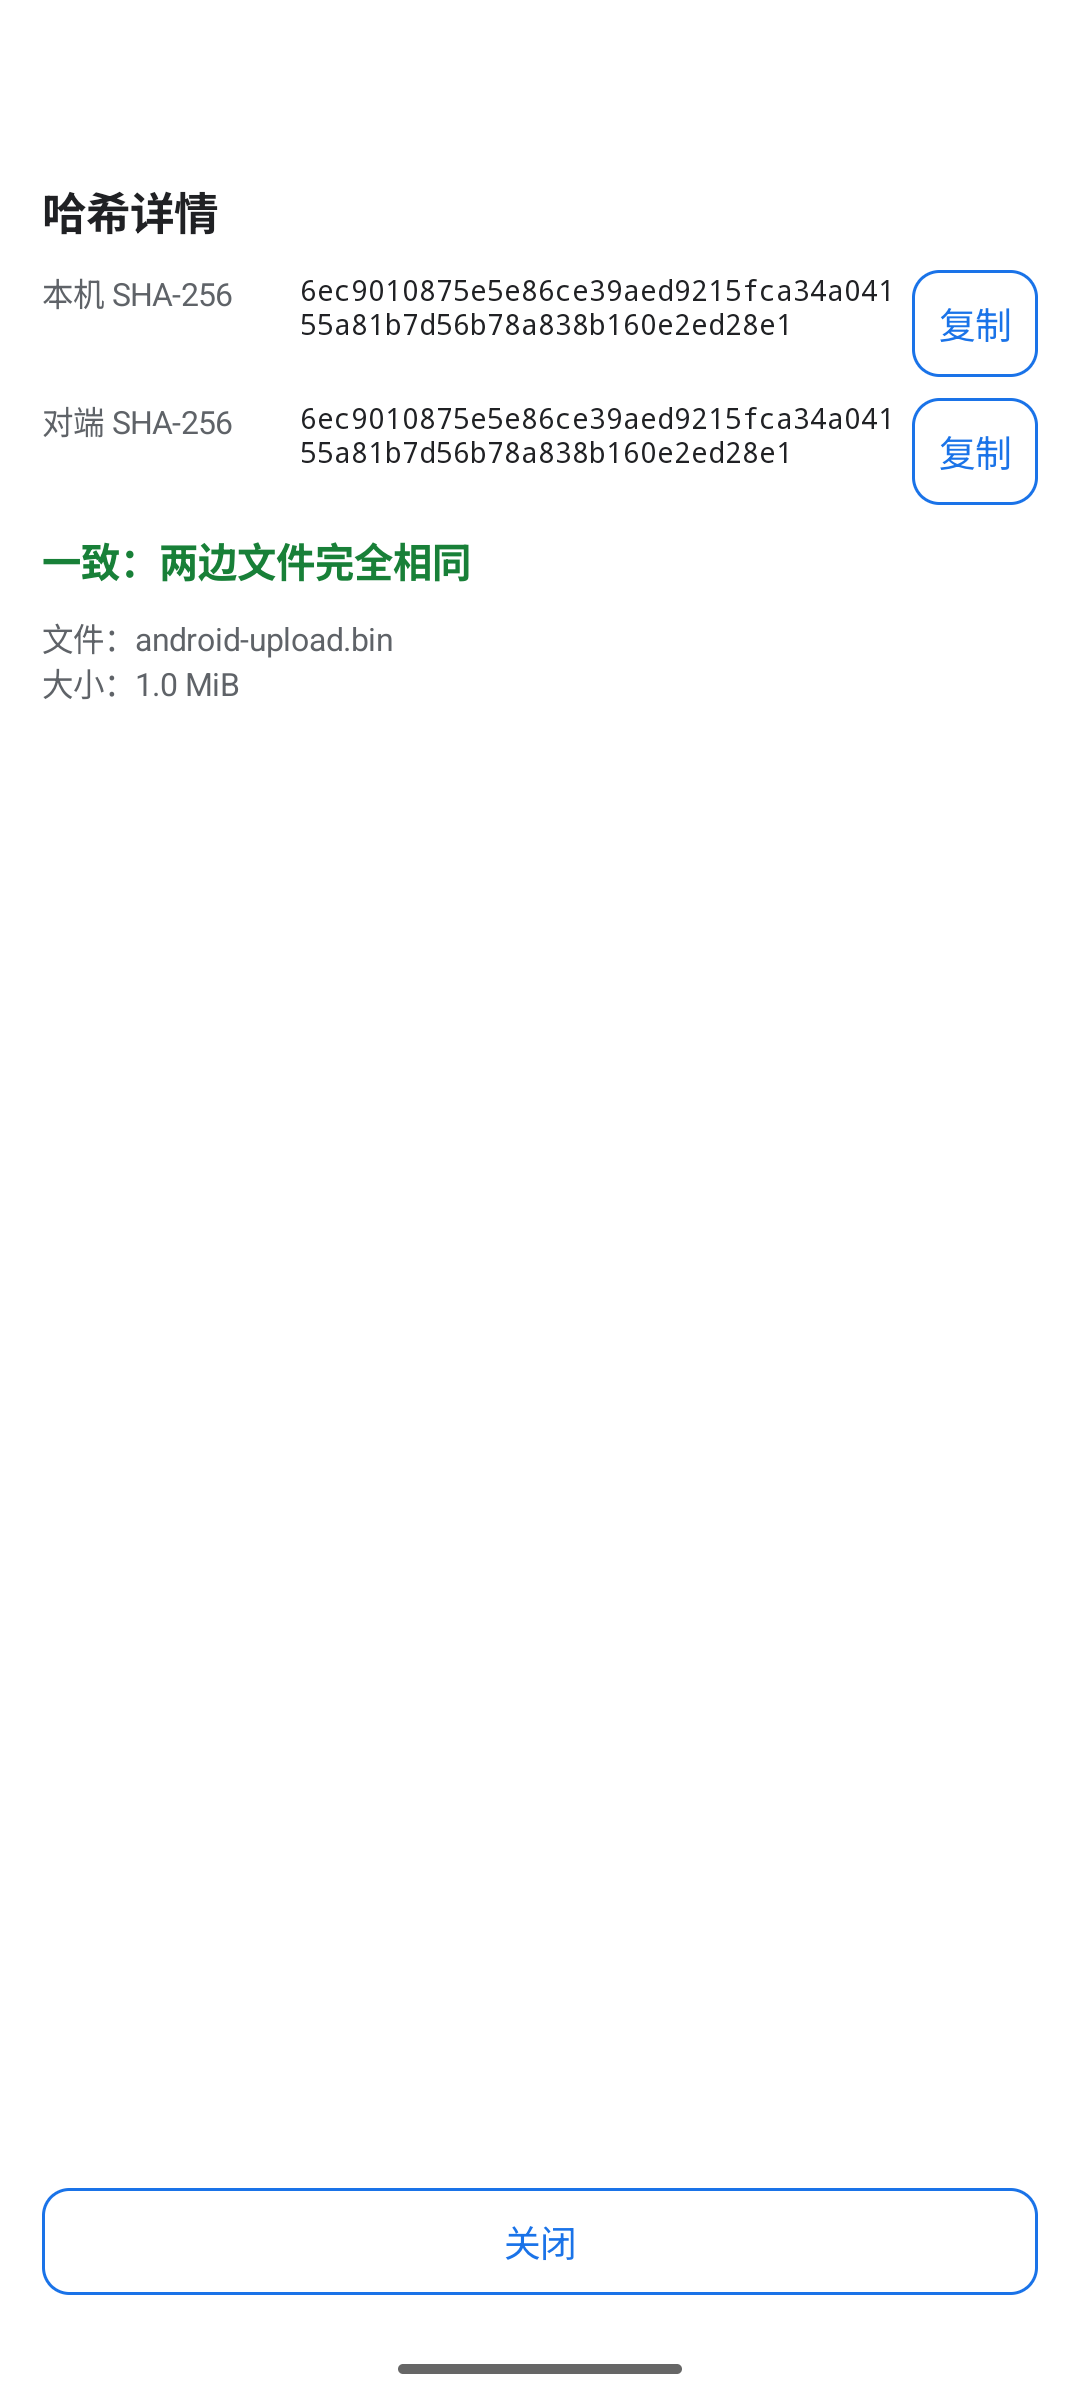 哈希详情
本机 SHA-256
6ec9010875e5e86ce39aed9215fca34a041
55a81b7d56b78a838b160e2ed28e1
复制
对端 SHA-256
6ec9010875e5e86ce39aed9215fca34a041
55a81b7d56b78a838b160e2ed28e1
复制
一致：两边文件完全相同
文件：android-upload.bin
大小：1.0 MiB
关闭